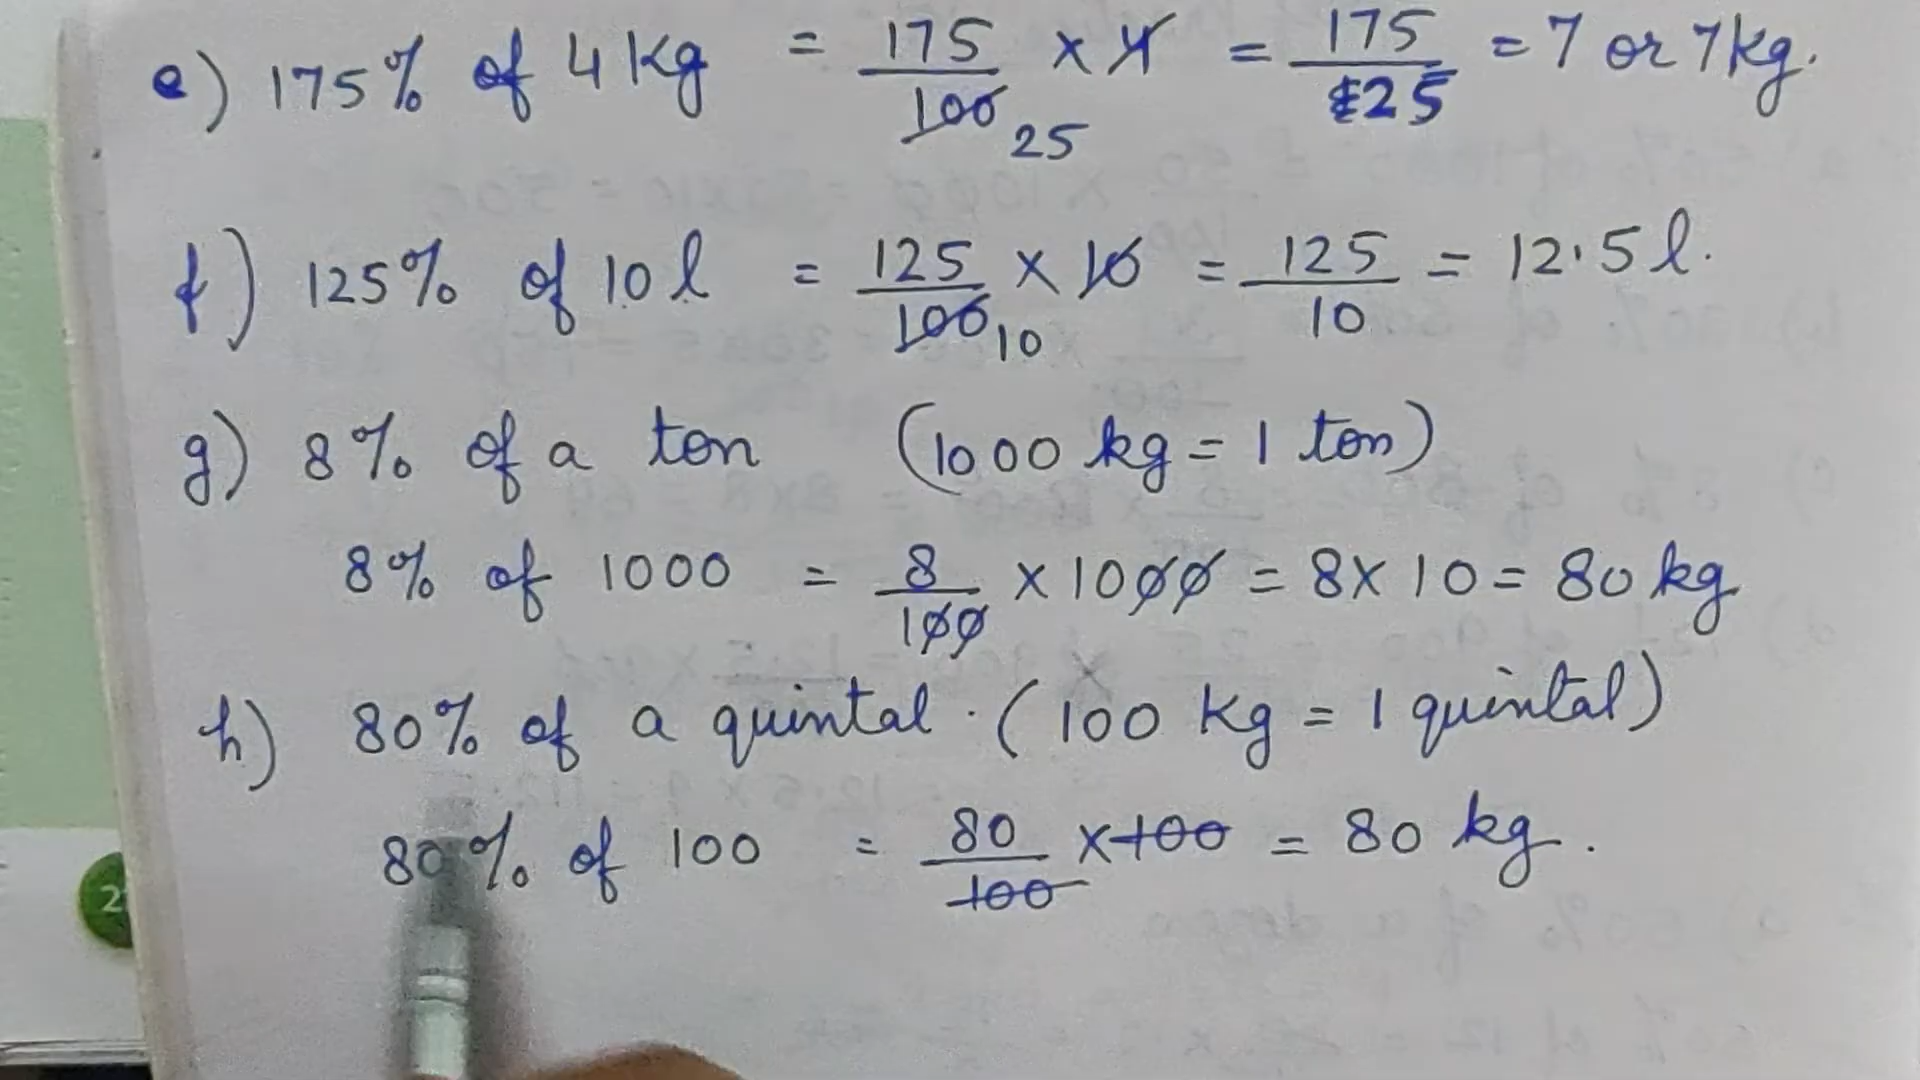 e) 175% of 4 kg = 175/100 25 x 4 = 175/25 = 7 or 7kg.
f) 125% of 10 l = 125/100 10 x 10 = 125/10 = 12.5 l.
g) 8% of a ton (1000 kg = 1 ton)
8% of 1000 = 8/100 x 1000 = 8 x 10 = 80 kg
h) 80% of a quintal. (100 kg = 1 quintal)
80% of 100 = 80/100 x 100 = 80 kg.
2